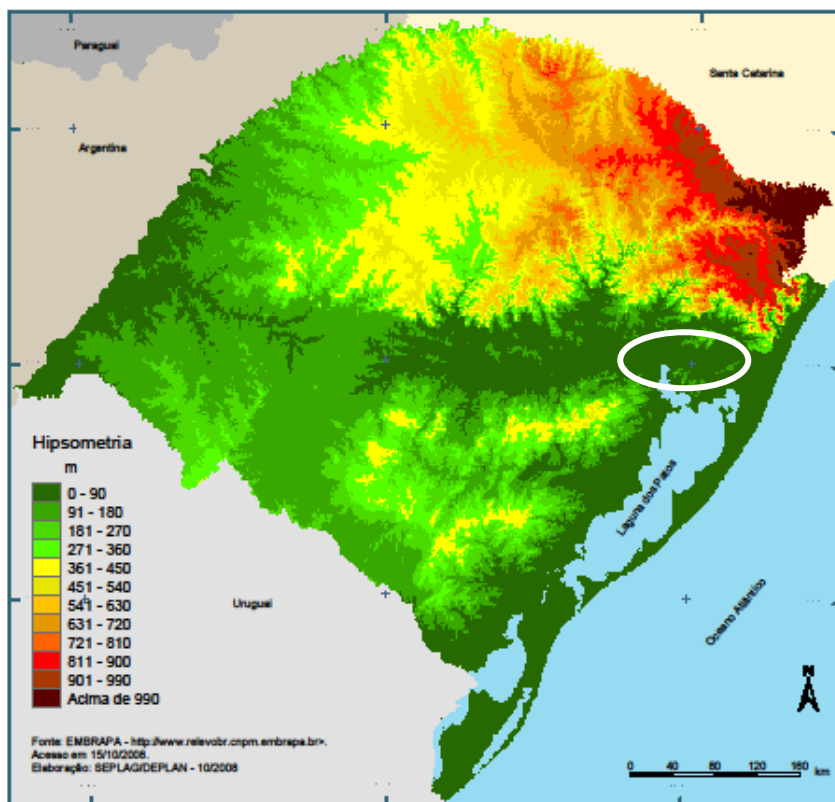 Paraguai
Santa Catarina
Argentina
Hipsometria
m
0 - 90
91 - 180
181 - 270
271 - 360
361 - 450
451 - 540
541 - 630
631 - 720
721 - 810
811 - 900
901 - 990
Acima de 990
Laguna dos Patos
Uruguai
Oceano Atlântico
N
Fonte: EMBRAPA - http://www.relevobr.cnpm.embrapa.br>.
Acesso em 15/10/2008.
Elaboração: SEPLAG/DEPLAN - 10/2008
0 40 80 120 160 km